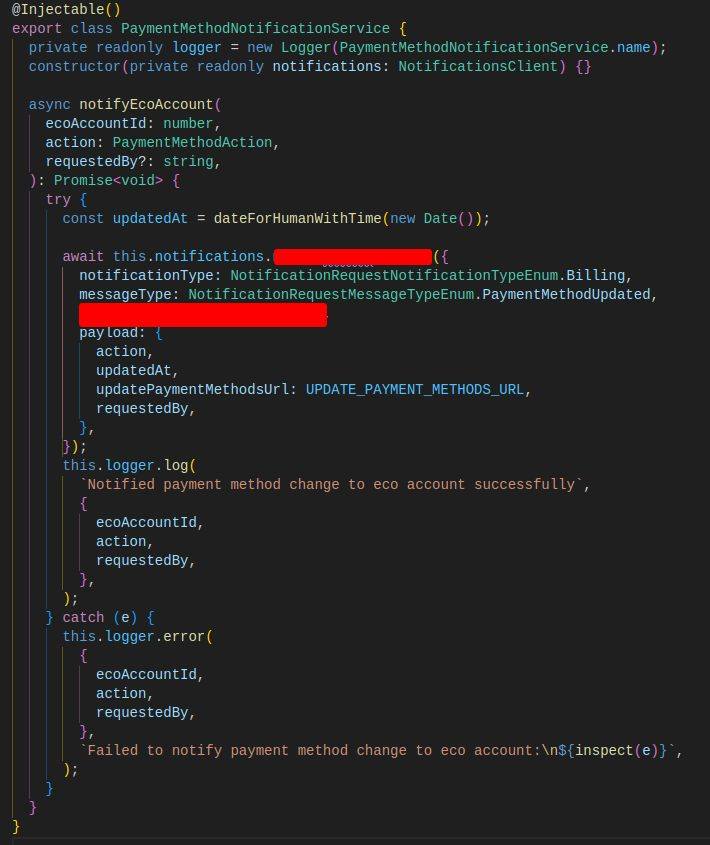 @Injectable()
export class PaymentMethodNotificationService {
  private readonly logger = new Logger(PaymentMethodNotificationService.name);
  constructor(private readonly notifications: NotificationsClient) {}

  async notifyEcoAccount(
    ecoAccountId: number,
    action: PaymentMethodAction,
    requestedBy?: string,
  ): Promise<void> {
    try {
      const updatedAt = dateForHumanWithTime(new Date());

      await this.notifications.({
        notificationType: NotificationRequestNotificationTypeEnum.Billing,
        messageType: NotificationRequestMessageTypeEnum.PaymentMethodUpdated,
        payload: {
          action,
          updatedAt,
          updatePaymentMethodsUrl: UPDATE_PAYMENT_METHODS_URL,
          requestedBy,
        },
      });
      this.logger.log(
        `Notified payment method change to eco account successfully`,
        {
          ecoAccountId,
          action,
          requestedBy,
        },
      );
    } catch (e) {
      this.logger.error(
        {
          ecoAccountId,
          action,
          requestedBy,
        },
        `Failed to notify payment method change to eco account:\n${inspect(e)}`,
      );
    }
  }
}